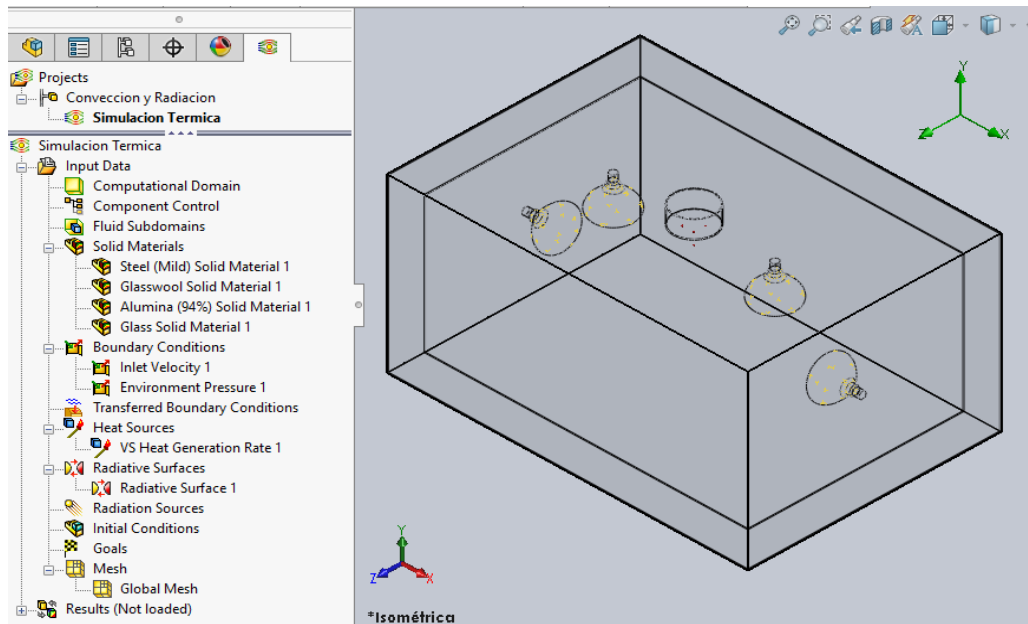 Projects
Conveccion y Radiacion
Simulacion Termica
Simulacion Termica
Input Data
Computational Domain
Component Control
Fluid Subdomains
Solid Materials
Steel (Mild) Solid Material 1
Glasswool Solid Material 1
Alumina (94%) Solid Material 1
Glass Solid Material 1
Boundary Conditions
Inlet Velocity 1
Environment Pressure 1
Transferred Boundary Conditions
Heat Sources
VS Heat Generation Rate 1
Radiative Surfaces
Radiative Surface 1
Radiation Sources
Initial Conditions
Goals
Mesh
Global Mesh
Results (Not loaded)
Y
Z
X
Y
Z
X
*Isométrica